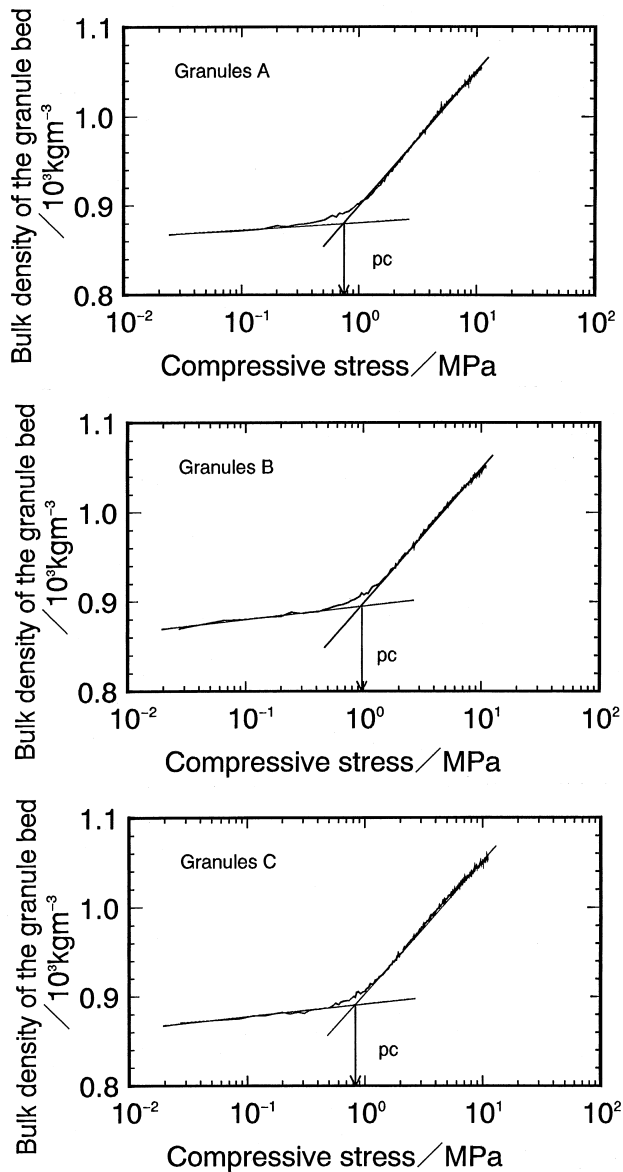 1.1
Granules A
1.0
0.9
0.8
pc
Bulk density of the granule bed
/ 10³kgm⁻³
10⁻² 10⁻¹ 10⁰ 10¹ 10²
Compressive stress/MPa
1.1
Granules B
1.0
0.9
0.8
pc
Bulk density of the granule bed
/ 10³kgm⁻³
10⁻² 10⁻¹ 10⁰ 10¹ 10²
Compressive stress/MPa
1.1
Granules C
1.0
0.9
0.8
pc
Bulk density of the granule bed
/ 10³kgm⁻³
10⁻² 10⁻¹ 10⁰ 10¹ 10²
Compressive stress/MPa